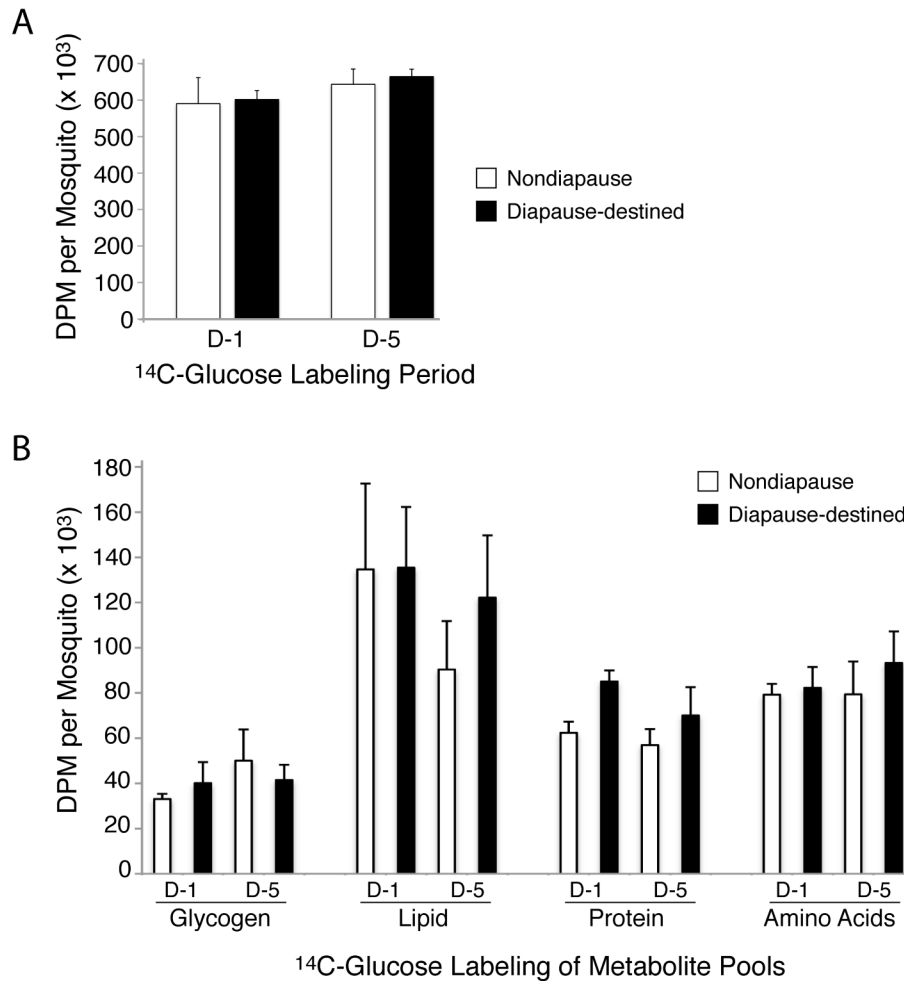 A
DPM per Mosquito (x 10³)
700
600
500
400
300
200
100
0
D-1 D-5
¹⁴C-Glucose Labeling Period
Nondiapause
Diapause-destined
B
DPM per Mosquito (x 10³)
180
160
140
120
100
80
60
40
20
0
Nondiapause
Diapause-destined
D-1 D-5 D-1 D-5 D-1 D-5 D-1 D-5
Glycogen Lipid Protein Amino Acids
¹⁴C-Glucose Labeling of Metabolite Pools